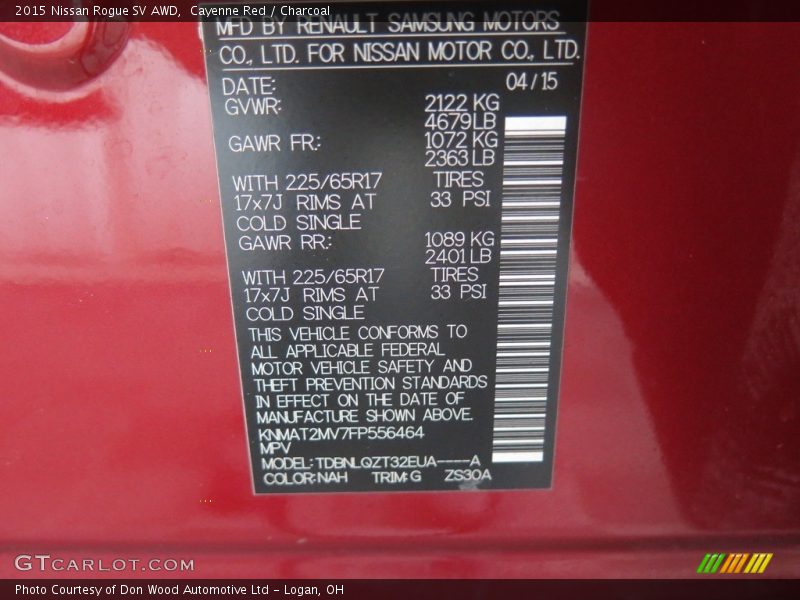 2015 Nissan Rogue SV AWD,  Cayenne Red / Charcoal
MFD BY RENAULT SAMSUNG MOTORS
CO., LTD. FOR NISSAN MOTOR CO., LTD.
DATE: 04/15
GVWR: 2122 KG
4679 LB
GAWR FR.: 1072 KG
2363 LB
WITH 225/65R17 TIRES
17x7J RIMS AT 33 PSI
COLD SINGLE
GAWR RR.: 1089 KG
2401 LB
WITH 225/65R17 TIRES
17x7J RIMS AT 33 PSI
COLD SINGLE
THIS VEHICLE CONFORMS TO
ALL APPLICABLE FEDERAL
MOTOR VEHICLE SAFETY AND
THEFT PREVENTION STANDARDS
IN EFFECT ON THE DATE OF
MANUFACTURE SHOWN ABOVE.
KNMAT2MV7FP556464
MPV
MODEL: TDBNLQZT32EUA----A
COLOR: NAH TRIM: G ZS30A
GTCARLOT.COM
Photo Courtesy of Don Wood Automotive Ltd - Logan, OH